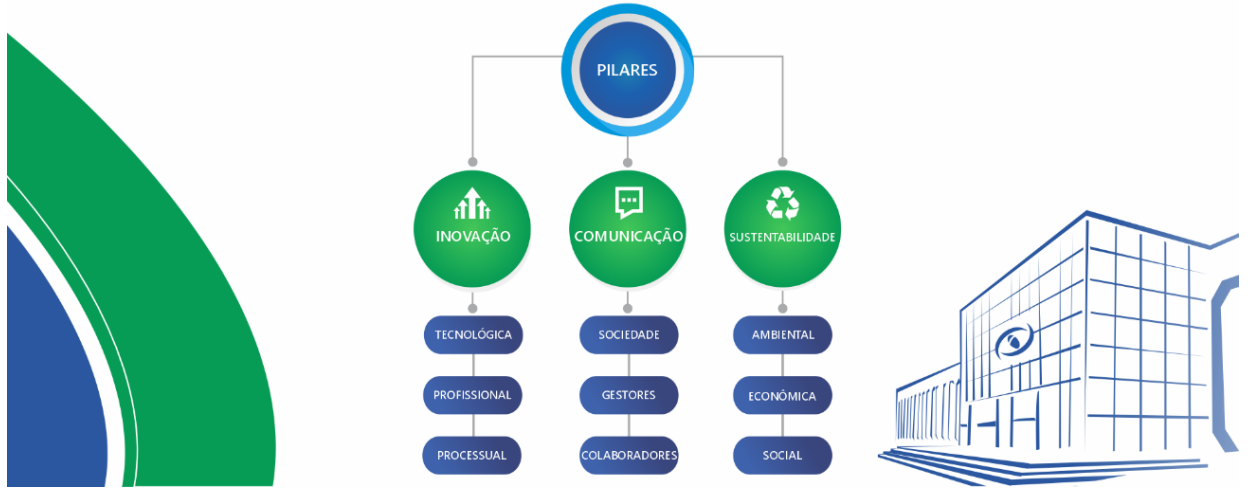 PILARES
INOVAÇÃO
COMUNICAÇÃO
SUSTENTABILIDADE
TECNOLÓGICA
SOCIEDADE
AMBIENTAL
PROFISSIONAL
GESTORES
ECONÔMICA
PROCESSUAL
COLABORADORES
SOCIAL